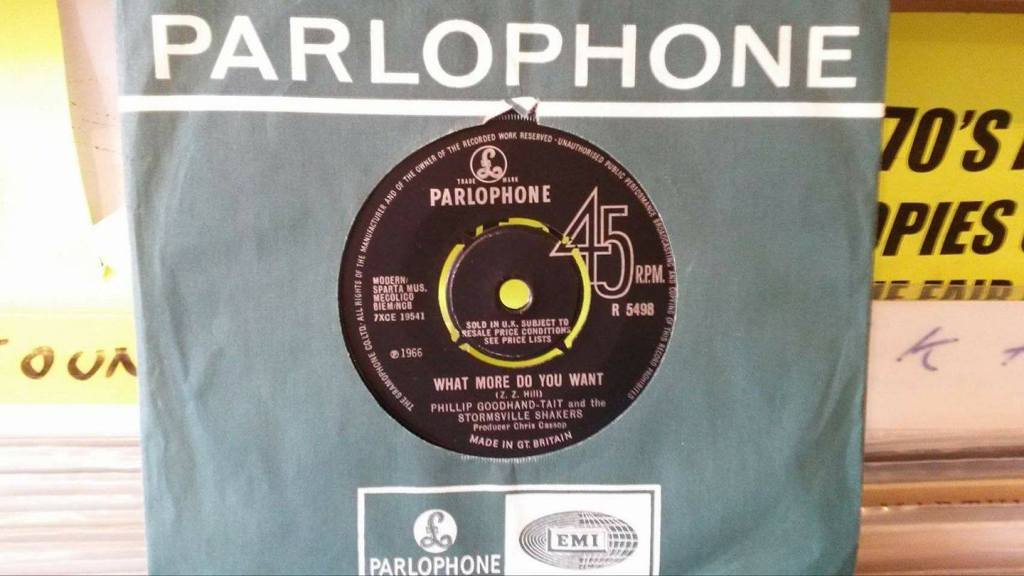 PARLOPHONE
THE GRAMOPHONE CO. LTD. ALL RIGHTS OF THE MANUFACTURER AND OF THE OWNER OF THE RECORDED WORK RESERVED · UNAUTHORISED PUBLIC PERFORMANCE BROADCASTING AND COPYING OF THIS RECORD PROHIBITED
£
TRADE MARK
PARLOPHONE
45
R.P.M.
R 5498
MODERN/
SPARTA MUS.
MECOLICO
BIEM/NCB
7XCE 19541
SOLD IN U.K. SUBJECT TO
RESALE PRICE CONDITIONS
SEE PRICE LISTS
℗ 1966
WHAT MORE DO YOU WANT
(Z. Z. Hill)
PHILLIP GOODHAND-TAIT and the
STORMSVILLE SHAKERS
Producer Chris Cassop
MADE IN GT. BRITAIN
£
PARLOPHONE
EMI
70'S
OPIES
E FAIR
K